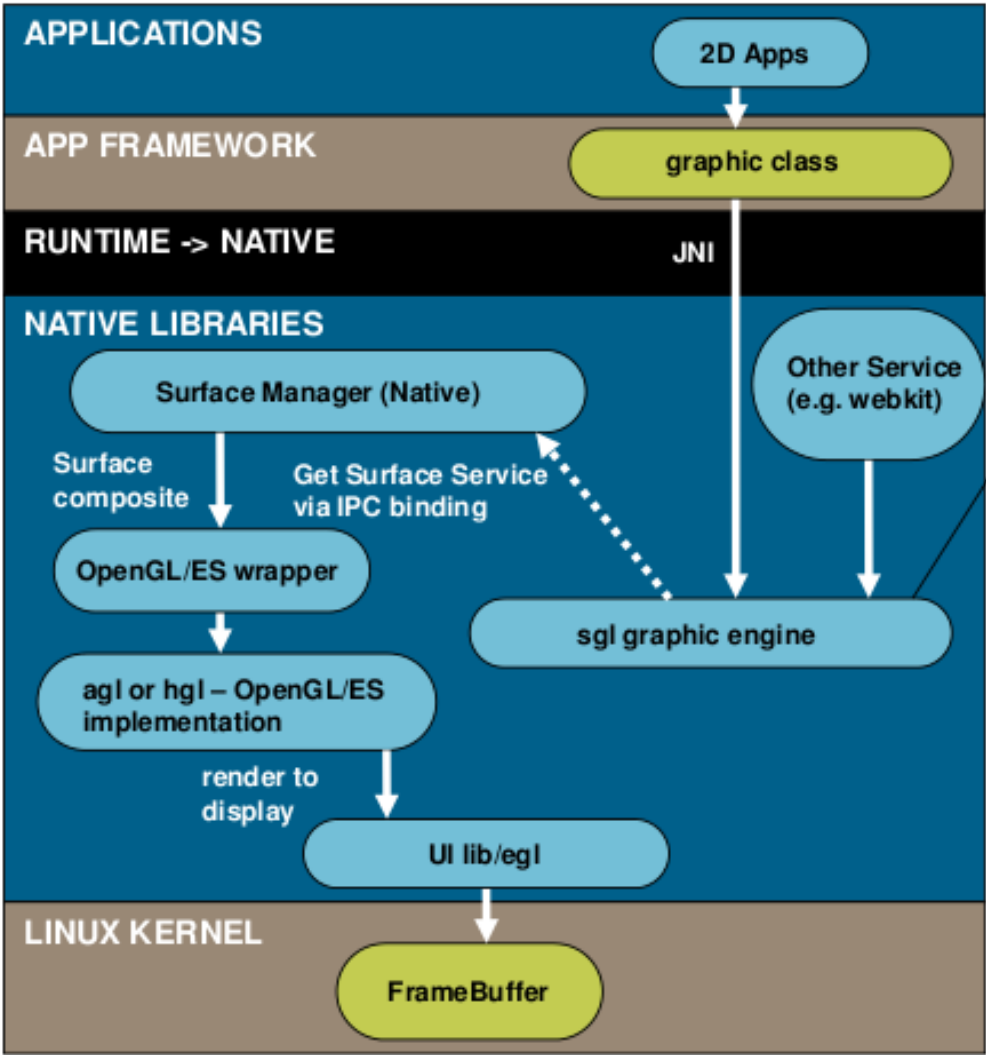 APPLICATIONS
2D Apps
APP FRAMEWORK
graphic class
RUNTIME -> NATIVE
JNI
NATIVE LIBRARIES
Other Service
(e.g. webkit)
Surface Manager (Native)
Surface
composite
Get Surface Service
via IPC binding
OpenGL/ES wrapper
sgl graphic engine
agl or hgl – OpenGL/ES
implementation
render to
display
UI lib/egl
LINUX KERNEL
FrameBuffer